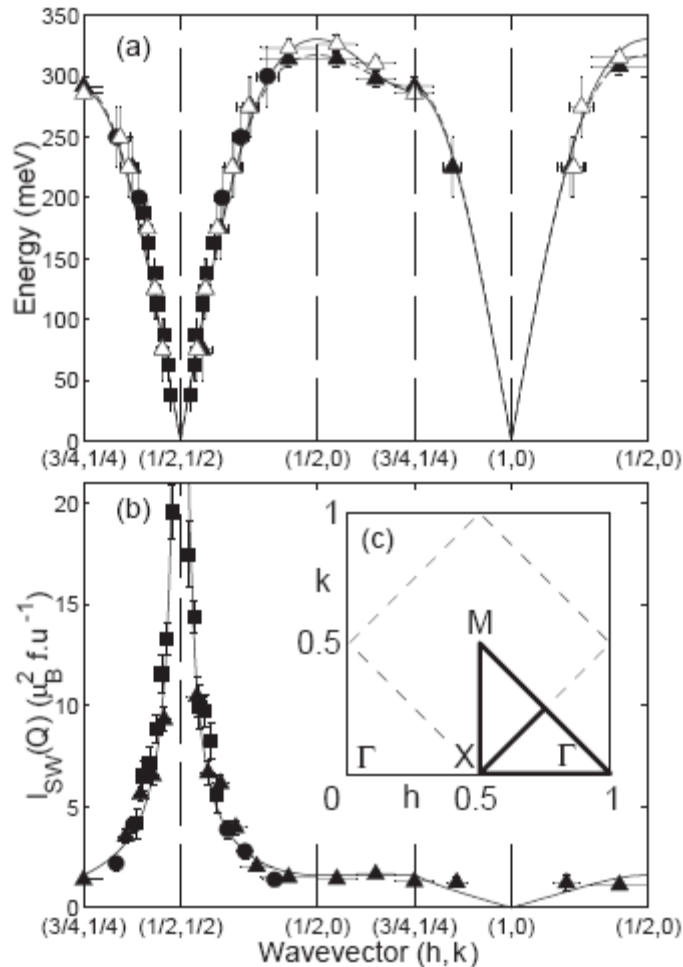 (a)
350
300
250
200
150
100
50
0
Energy (meV)
(3/4,1/4) (1/2,1/2) (1/2,0) (3/4,1/4) (1,0) (1/2,0)
(b)
20
15
10
5
0
I_SW(Q) (μ_B^2 f.u^-1)
(c)
1
k
0.5
M
Γ X Γ
0 h 0.5 1
(3/4,1/4) (1/2,1/2) (1/2,0) (3/4,1/4) (1,0) (1/2,0)
Wavevector (h,k)